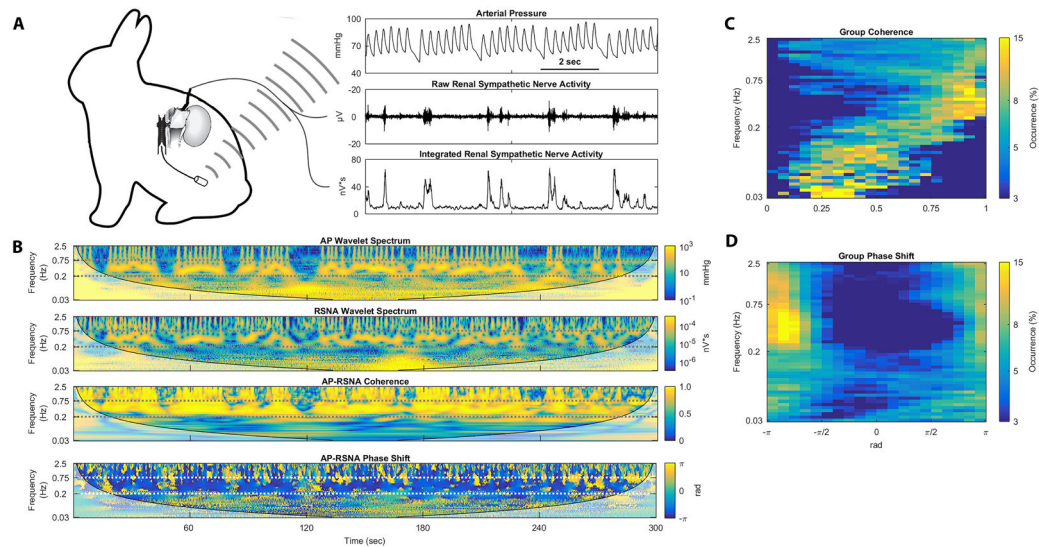 A
Arterial Pressure
100
80
60
40
mmHg
2 sec
Raw Renal Sympathetic Nerve Activity
-20
0
20
µV
Integrated Renal Sympathetic Nerve Activity
80
60
40
20
0
nV*s
B
AP Wavelet Spectrum
2.5
0.75
0.2
0.03
Frequency
(Hz)
10³
10⁻¹
mmHg
RSNA Wavelet Spectrum
2.5
0.75
0.2
0.03
Frequency
(Hz)
10⁻⁴
10⁻⁵
10⁻⁶
nV*s
AP-RSNA Coherence
2.5
0.75
0.2
0.03
Frequency
(Hz)
1.0
0.5
0
AP-RSNA Phase Shift
2.5
0.75
0.2
0.03
Frequency
(Hz)
π
0
-π
rad
60 120 180 240 300
Time (sec)
C
Group Coherence
2.5
0.75
0.2
0.03
Frequency (Hz)
0 0.25 0.5 0.75 1
15
8
3
Occurrence (%)
D
Group Phase Shift
2.5
0.75
0.2
0.03
Frequency (Hz)
-π -π/2 0 π/2 π
rad
15
8
3
Occurrence (%)